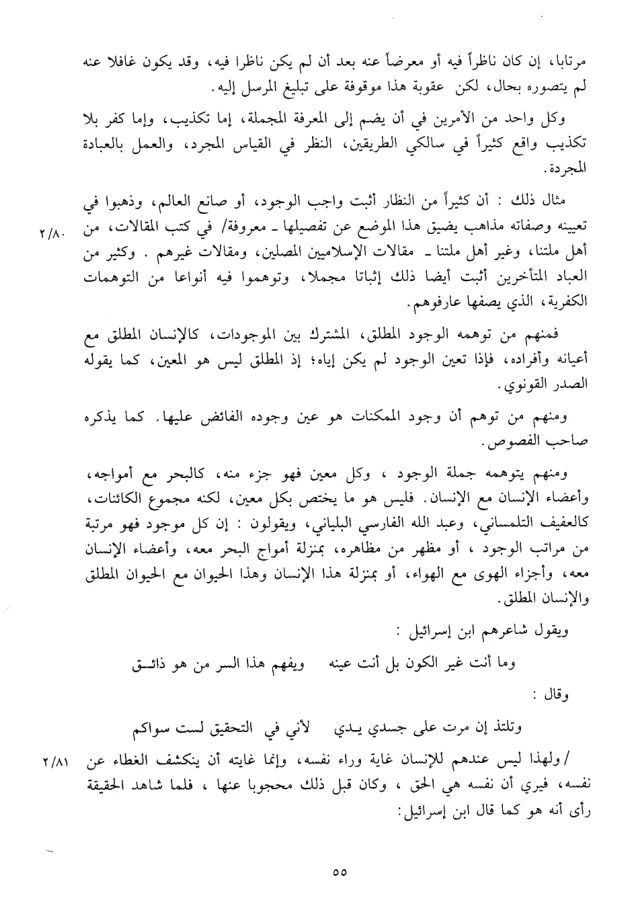 مرتابا، إن كان ناظراً فيه أو معرضاً عنه بعد أن لم يكن ناظرا فيه، وقد يكون غافلا عنه
لم يتصوره بحال، لكن عقوبة هذا موقوفة على تبليغ المرسل إليه.
وكل واحد من الأمرين في أن يضم إلى المعرفة المجملة، إما تكذيب، وإما كفر بلا
تكذيب واقع كثيراً في سالكي الطريقين، النظر في القياس المجرد، والعمل بالعبادة
المجردة.
مثال ذلك : أن كثيراً من النظار أثبت واجب الوجود، أو صانع العالم، وذهبوا في
تعيينه وصفاته مذاهب يضيق هذا الموضع عن تفصيلها ـ معروفة/ في كتب المقالات، من
٢/٨٠
أهل ملتنا، وغير أهل ملتنا ـ مقالات الإسلاميين المصلين، ومقالات غيرهم . وكثير من
العباد المتأخرين أثبت أيضا ذلك إثباتا مجملا، وتوهموا فيه أنواعا من التوهمات
الكفرية، الذي يصفها عارفوهم.
فمنهم من توهمه الوجود المطلق، المشترك بين الموجودات، كالإنسان المطلق مع
أعيانه وأفراده، فإذا تعين الوجود لم يكن إياه؛ إذ المطلق ليس هو المعين، كما يقوله
الصدر القونوي.
ومنهم من توهم أن وجود الممكنات هو عين وجوده الفائض عليها. كما يذكره
صاحب الفصوص.
ومنهم يتوهمه جملة الوجود ، وكل معين فهو جزء منه، كالبحر مع أمواجه،
وأعضاء الإنسان مع الإنسان. فليس هو ما يختص بكل معين، لكنه مجموع الكائنات،
كالعفيف التلمساني، وعبد الله الفارسي البلياني، ويقولون : إن كل موجود فهو مرتبة
من مراتب الوجود ، أو مظهر من مظاهره، بمنزلة أمواج البحر معه، وأعضاء الإنسان
معه، وأجزاء الهوى مع الهواء، أو بمنزلة هذا الإنسان وهذا الحيوان مع الحيوان المطلق
والإنسان المطلق.
ويقول شاعرهم ابن إسرائيل :
وما أنت غير الكون بل أنت عينه ويفهم هذا السر من هو ذائـــق
وقال :
وتلتذ إن مرت على جسدي يـدي لأني في التحقيق لست سواكم
/ ولهذا ليس عندهم للإنسان غاية وراء نفسه، وإنما غايته أن ينكشف الغطاء عن
٢/٨١
نفسه، فيري أن نفسه هي الحق ، وكان قبل ذلك محجوبا عنها ، فلما شاهد الحقيقة
رأى أنه هو كما قال ابن إسرائيل:
٥٥